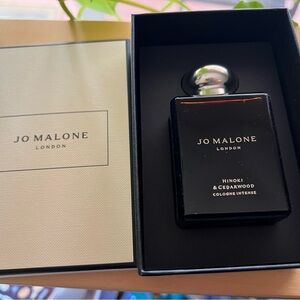 JO MALONE
LONDON
JO MALONE
LONDON
HINOKI
& CEDARWOOD
COLOGNE INTENSE